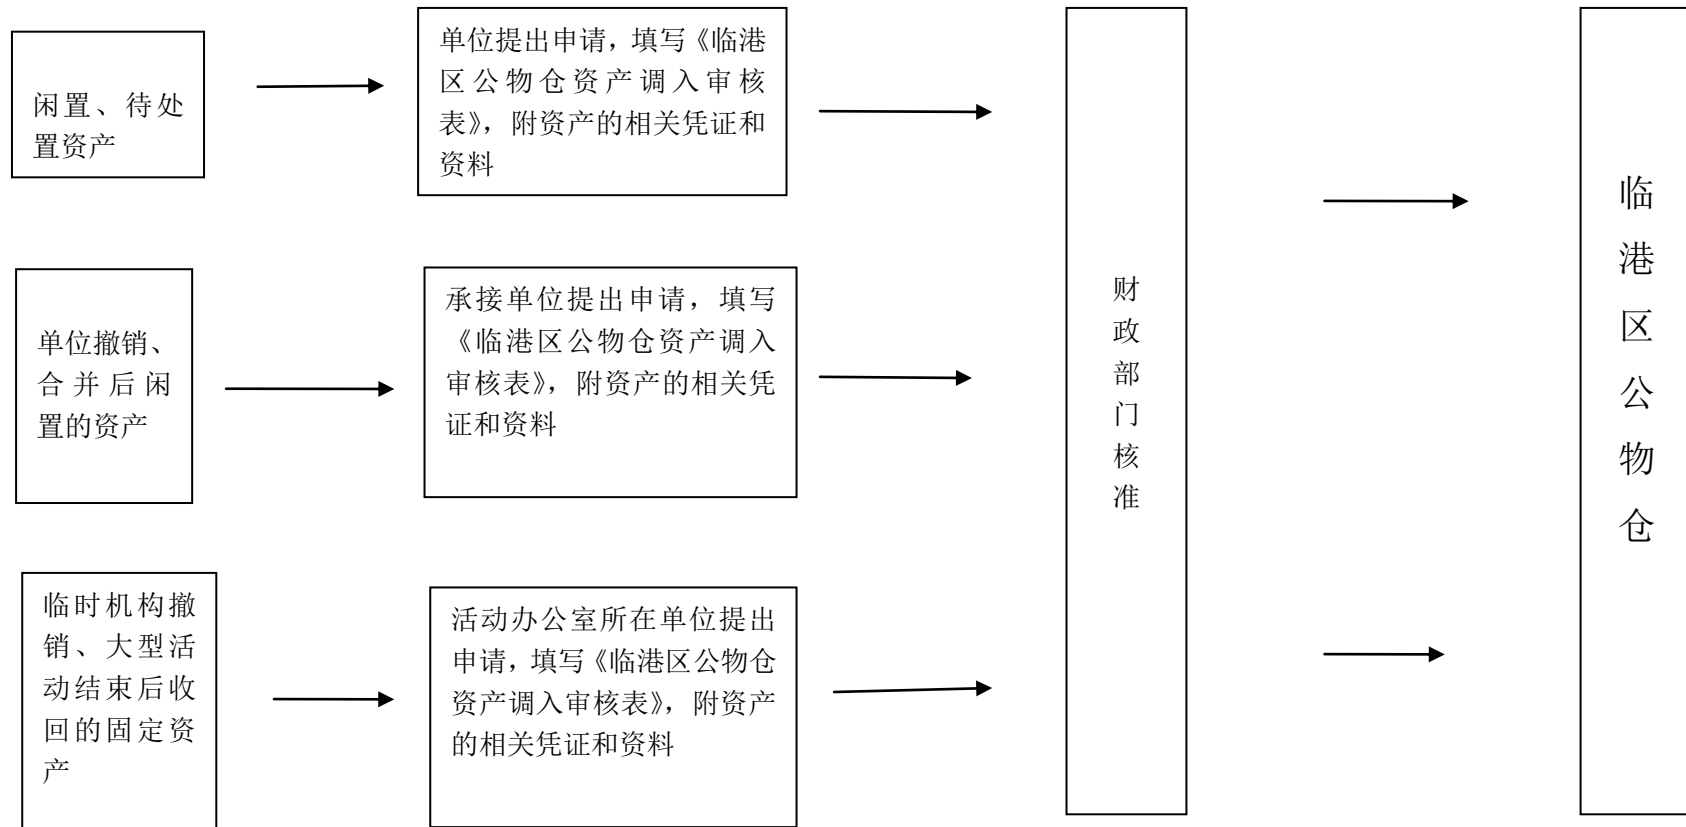 闲置、待处
置资产
单位提出申请，填写《临港
区公物仓资产调入审核
表》，附资产的相关凭证和
资料
单位撤销、
合并后闲
置的资产
承接单位提出申请，填写
《临港区公物仓资产调入
审核表》，附资产的相关凭
证和资料
临时机构撤
销、大型活
动结束后收
回的固定资
产
活动办公室所在单位提出
申请，填写《临港区公物仓
资产调入审核表》，附资产
的相关凭证和资料
财
政
部
门
核
准
临
港
区
公
物
仓